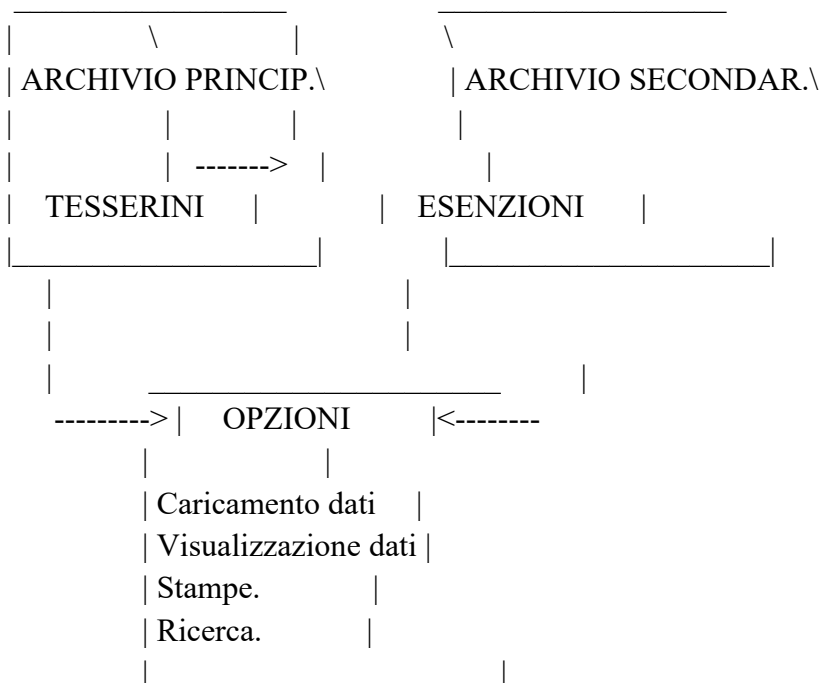 ARCHIVIO PRINCIP. ARCHIVIO SECONDAR.
TESSERINI ESENZIONI
OPZIONI
Caricamento dati
Visualizzazione dati
Stampe.
Ricerca.